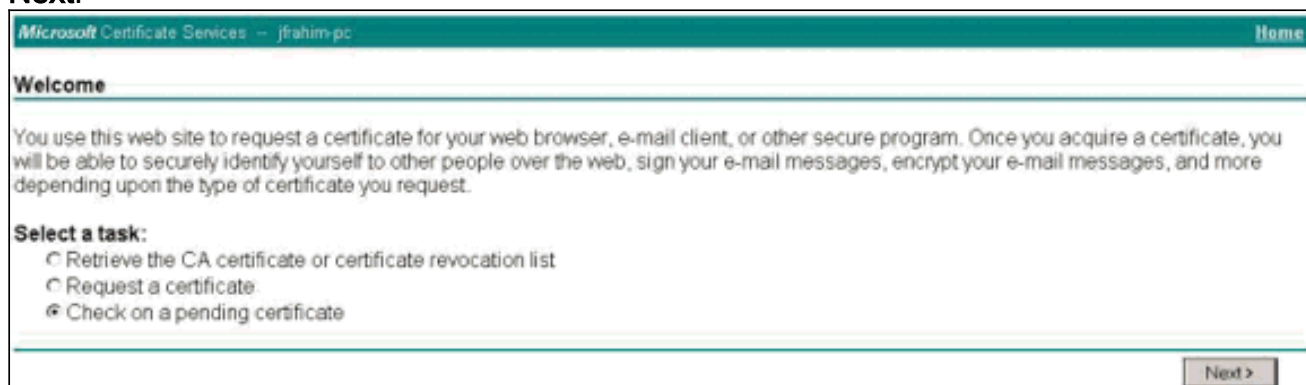 Next.
Microsoft Certificate Services -- jfrahim-pc Home
Welcome
You use this web site to request a certificate for your web browser, e-mail client, or other secure program. Once you acquire a certificate, you
will be able to securely identify yourself to other people over the web, sign your e-mail messages, encrypt your e-mail messages, and more
depending upon the type of certificate you request.
Select a task:
Retrieve the CA certificate or certificate revocation list
Request a certificate
Check on a pending certificate
Next >